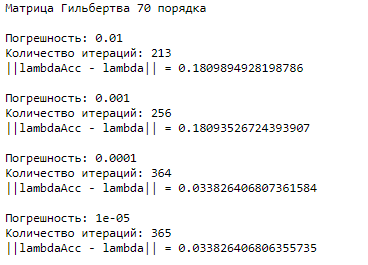 Матрица Гильбертва 70 порядка
Погрешность: 0.01
Количество итераций: 213
||lambdaAcc - lambda|| = 0.1809894928198786
Погрешность: 0.001
Количество итераций: 256
||lambdaAcc - lambda|| = 0.18093526724393907
Погрешность: 0.0001
Количество итераций: 364
||lambdaAcc - lambda|| = 0.033826406807361584
Погрешность: 1e-05
Количество итераций: 365
||lambdaAcc - lambda|| = 0.033826406806355735